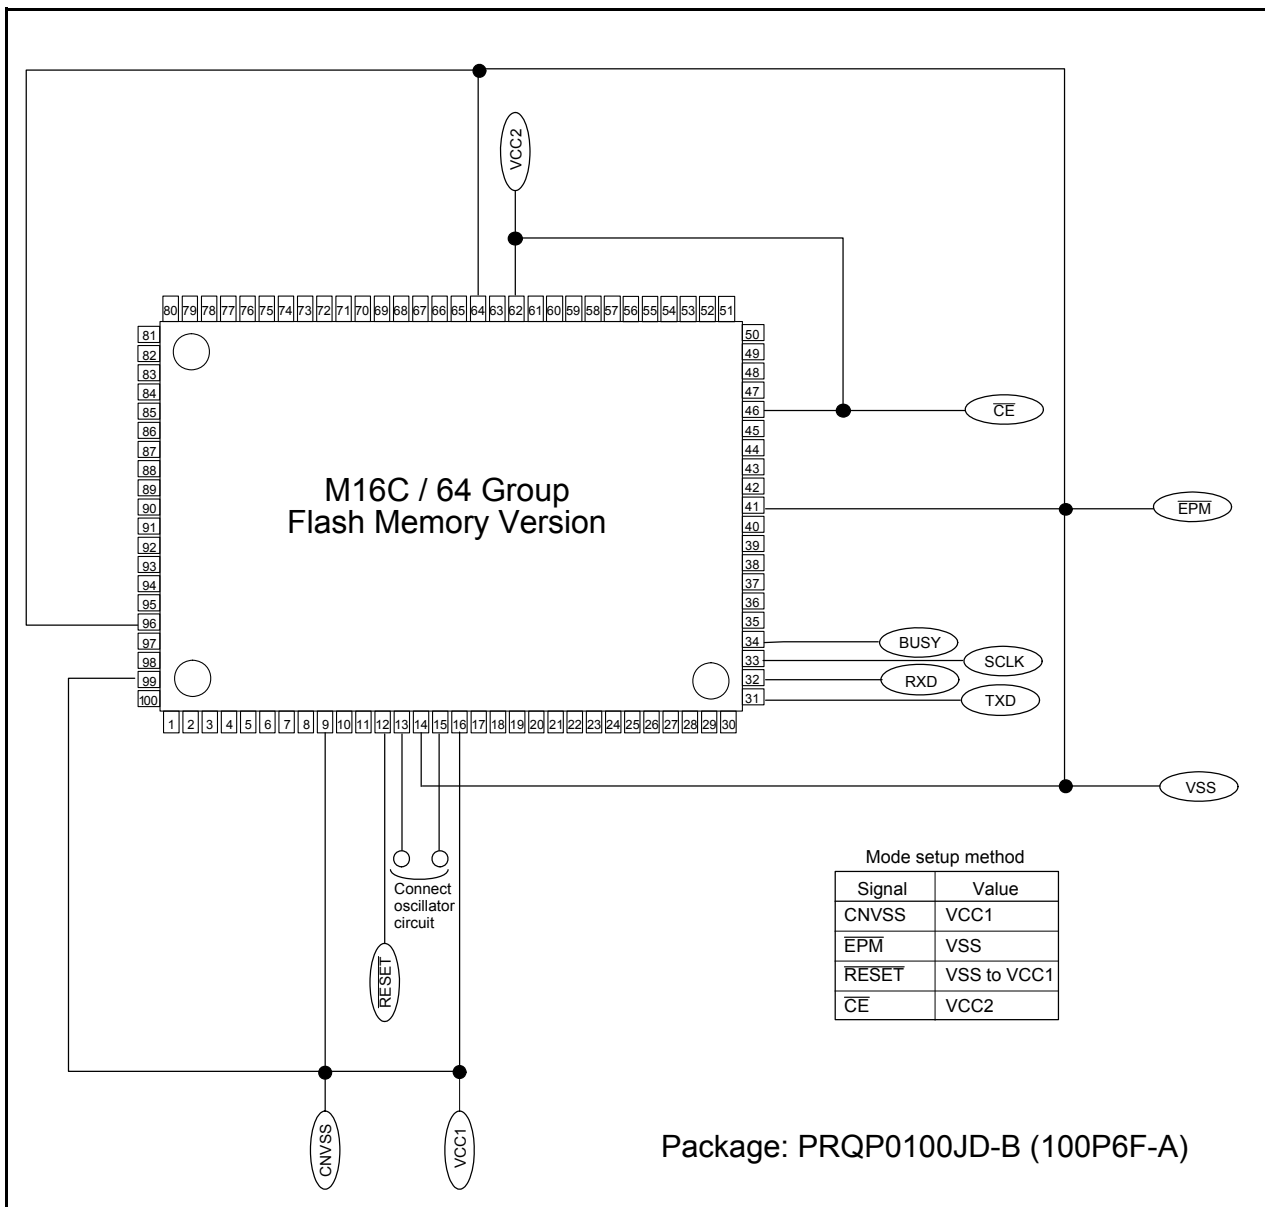 VCC2
80 79 78 77 76 75 74 73 72 71 70 69 68 67 66 65 64 63 62 61 60 59 58 57 56 55 54 53 52 51
81
82
83
84
85
86
87
88
89
90
91
92
93
94
95
96
97
98
99
100
M16C / 64 Group
Flash Memory Version
50
49
48
47
46
45
44
43
42
41
40
39
38
37
36
35
34
33
32
31
CE
EPM
BUSY
SCLK
RXD
TXD
1 2 3 4 5 6 7 8 9 10 11 12 13 14 15 16 17 18 19 20 21 22 23 24 25 26 27 28 29 30
VSS
Connect
oscillator
circuit
RESET
CNVSS
VCC1
Mode setup method
Signal Value
CNVSS VCC1
EPM VSS
RESET VSS to VCC1
CE VCC2
Package: PRQP0100JD-B (100P6F-A)